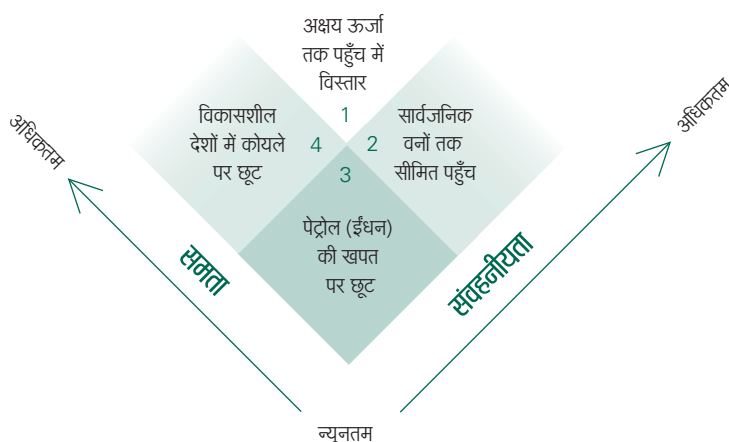 अक्षय ऊर्जा
तक पहुँच में
विस्तार
1
विकासशील
देशों में कोयले
पर छूट
4
2
सार्वजनिक
वनों तक
सीमित पहुँच
3
पेट्रोल (ईंधन)
की खपत
पर छूट
अधिकतम
अधिकतम
समता
संवहनीयता
न्यूनतम